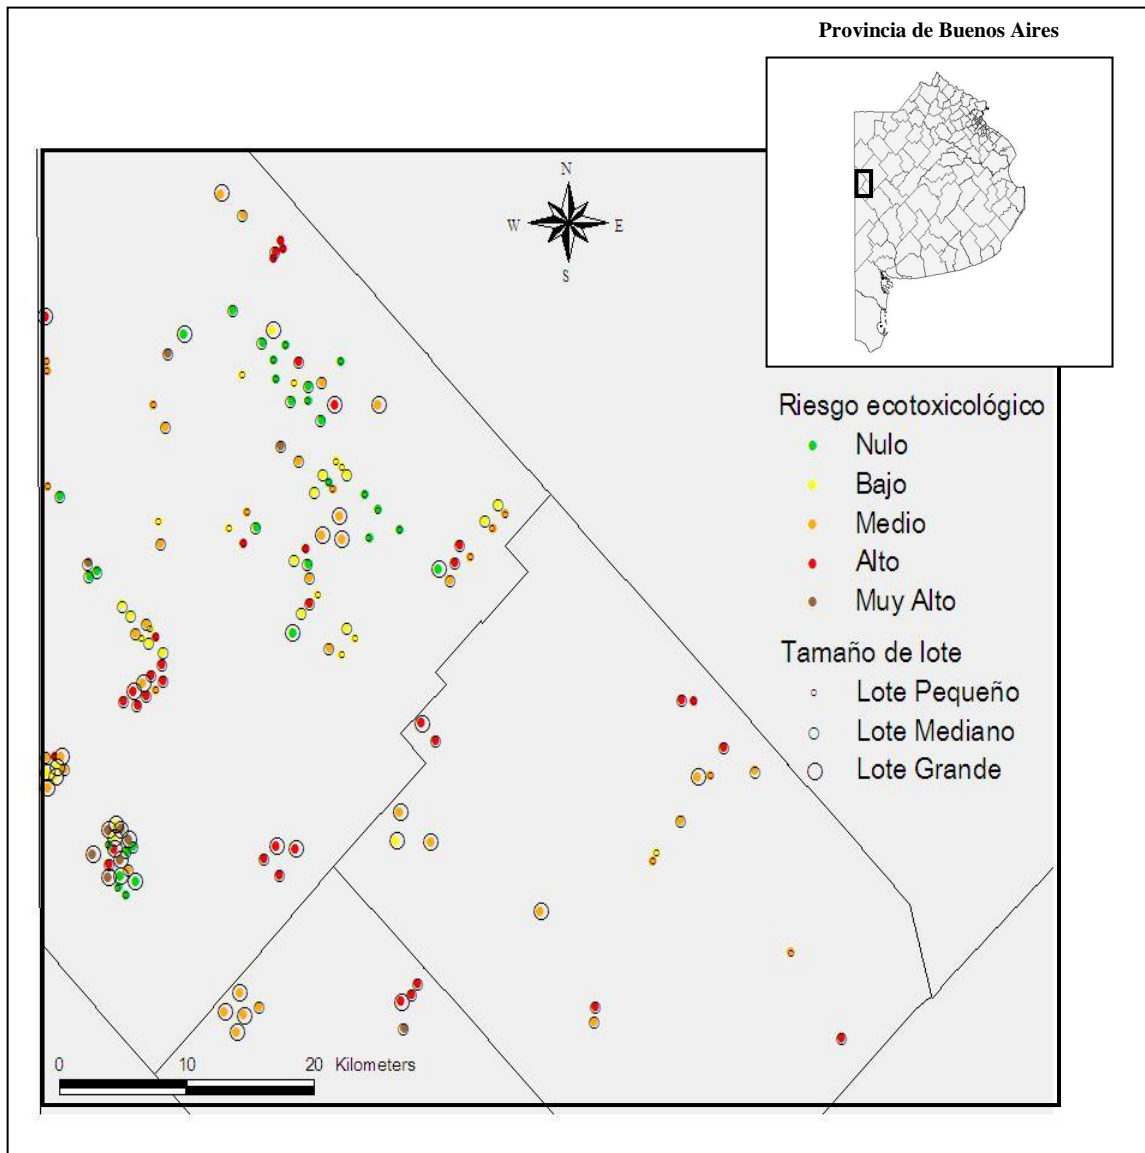 Provincia de Buenos Aires
N
W E
S
Riesgo ecotoxicológico
Nulo
Bajo
Medio
Alto
Muy Alto
Tamaño de lote
Lote Pequeño
Lote Mediano
Lote Grande
0 10 20 Kilometers